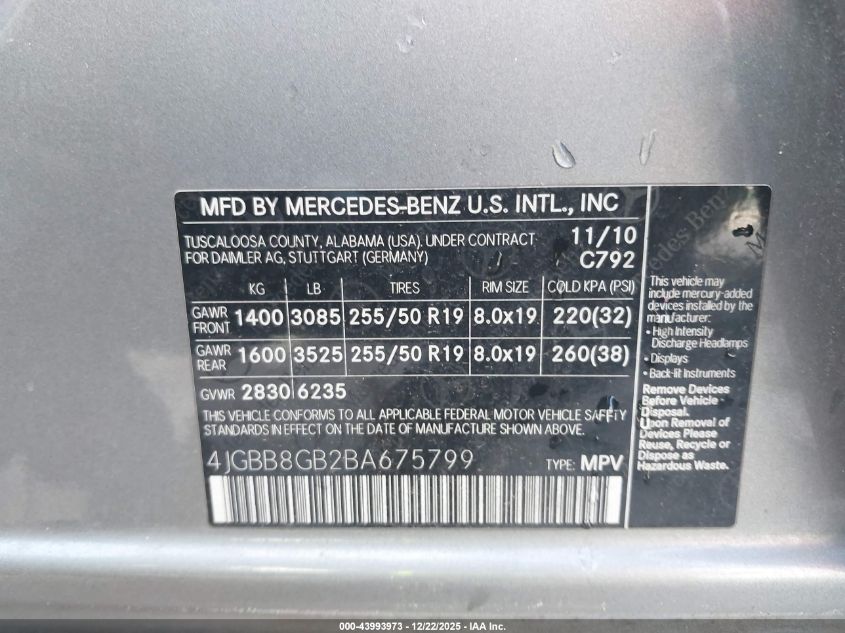 MFD BY MERCEDES-BENZ U.S. INTL., INC
TUSCALOOSA COUNTY, ALABAMA (USA). UNDER CONTRACT 11/10
FOR DAIMLER AG, STUTTGART (GERMANY) C792
KG LB TIRES RIM SIZE COLD KPA (PSI)
GAWR FRONT 1400 3085 255/50 R19 8.0x19 220(32)
GAWR REAR 1600 3525 255/50 R19 8.0x19 260(38)
GVWR 2830 6235
THIS VEHICLE CONFORMS TO ALL APPLICABLE FEDERAL MOTOR VEHICLE SAFETY
STANDARDS IN EFFECT ON THE DATE OF MANUFACTURE SHOWN ABOVE.
4JGBB8GB2BA675799 TYPE: MPV
This vehicle may
include mercury-added
devices installed by the
manufacturer:
• High Intensity
Discharge Headlamps
• Displays
• Back-lit Instruments
Remove Devices
Before Vehicle
Disposal.
Upon Removal of
Devices Please
Reuse, Recycle or
Dispose as
Hazardous Waste.
000-43993973 - 12/22/2025 - © IAA Inc.